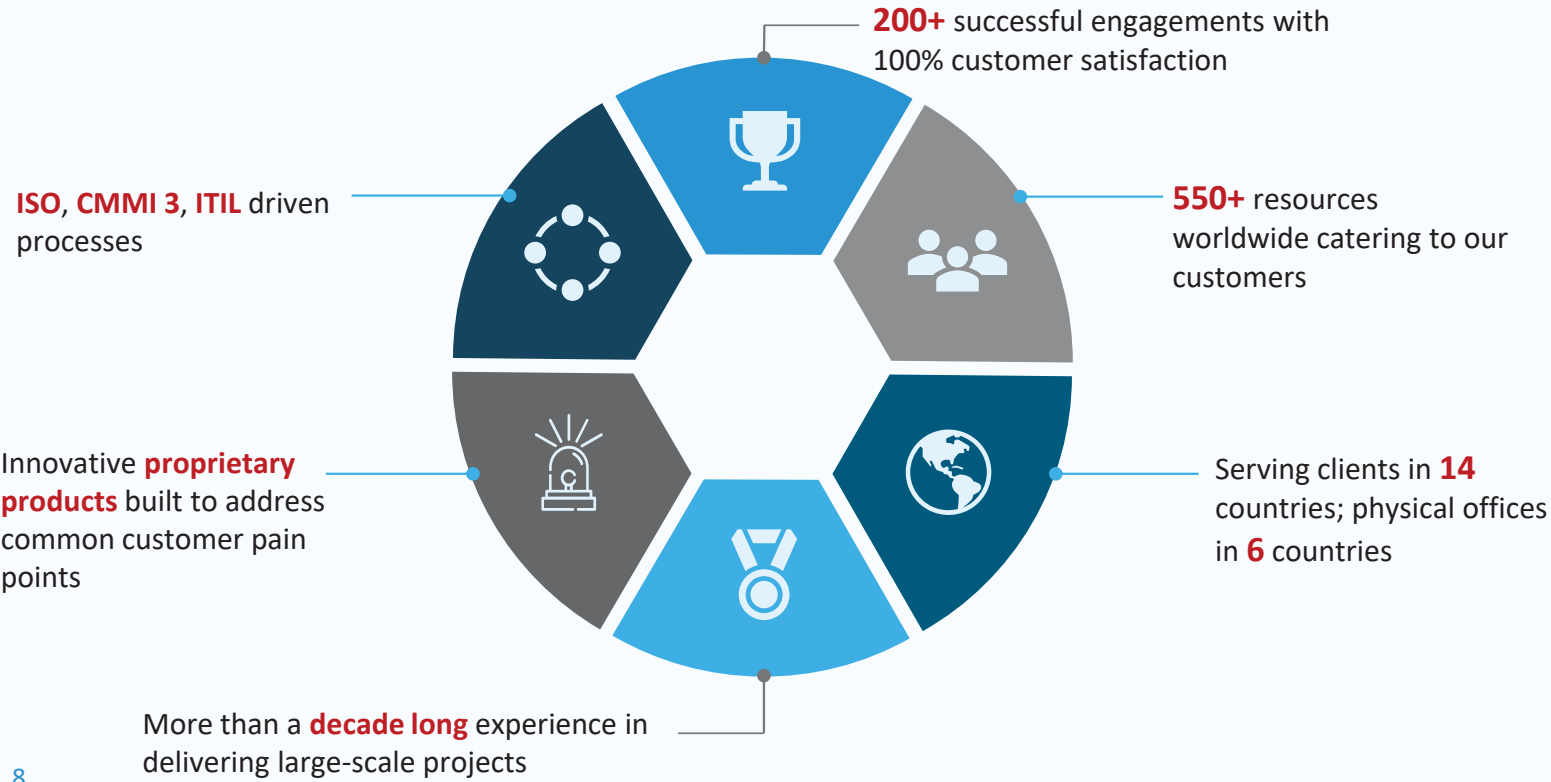 200+ successful engagements with
100% customer satisfaction
550+ resources
worldwide catering to our
customers
Serving clients in 14
countries; physical offices
in 6 countries
More than a decade long experience in
delivering large-scale projects
Innovative proprietary
products built to address
common customer pain
points
ISO, CMMI 3, ITIL driven
processes
8